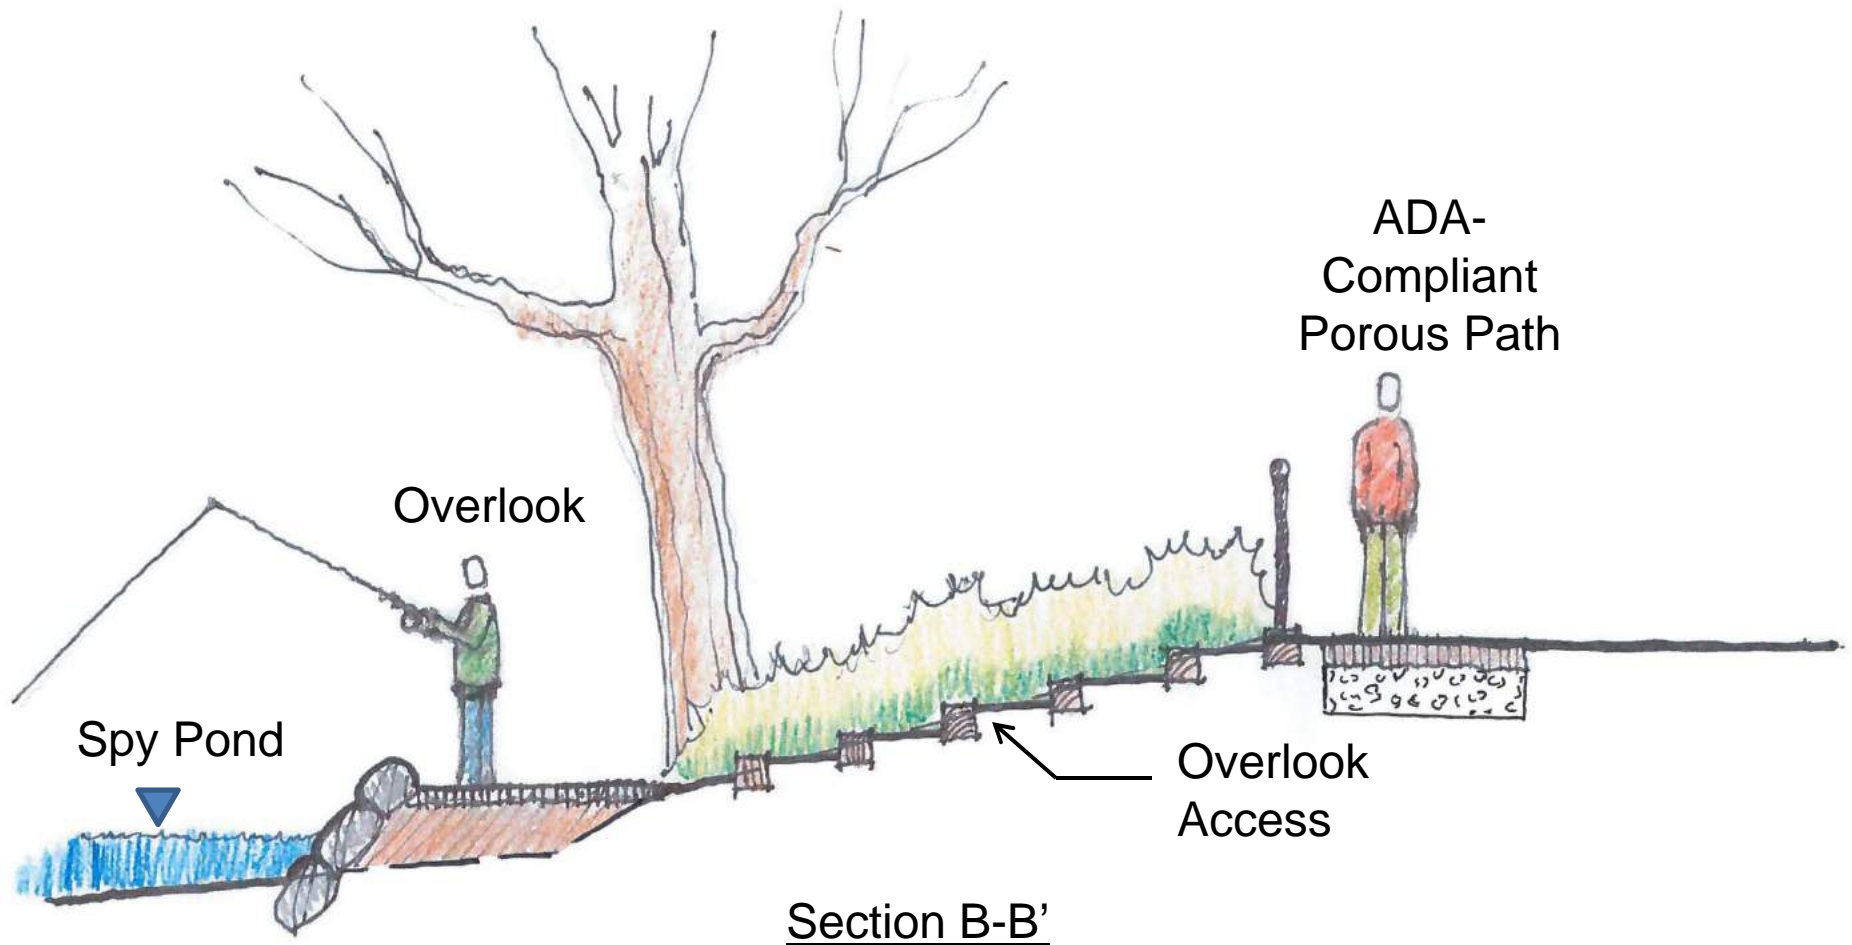 ADA-
Compliant
Porous Path
Overlook
Spy Pond
Overlook
Access
Section B-B’